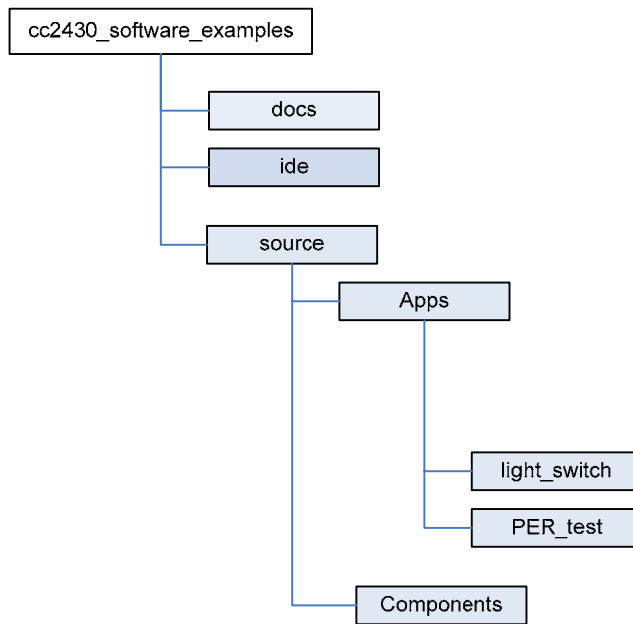 cc2430_software_examples
docs
ide
source
Apps
light_switch
PER_test
Components